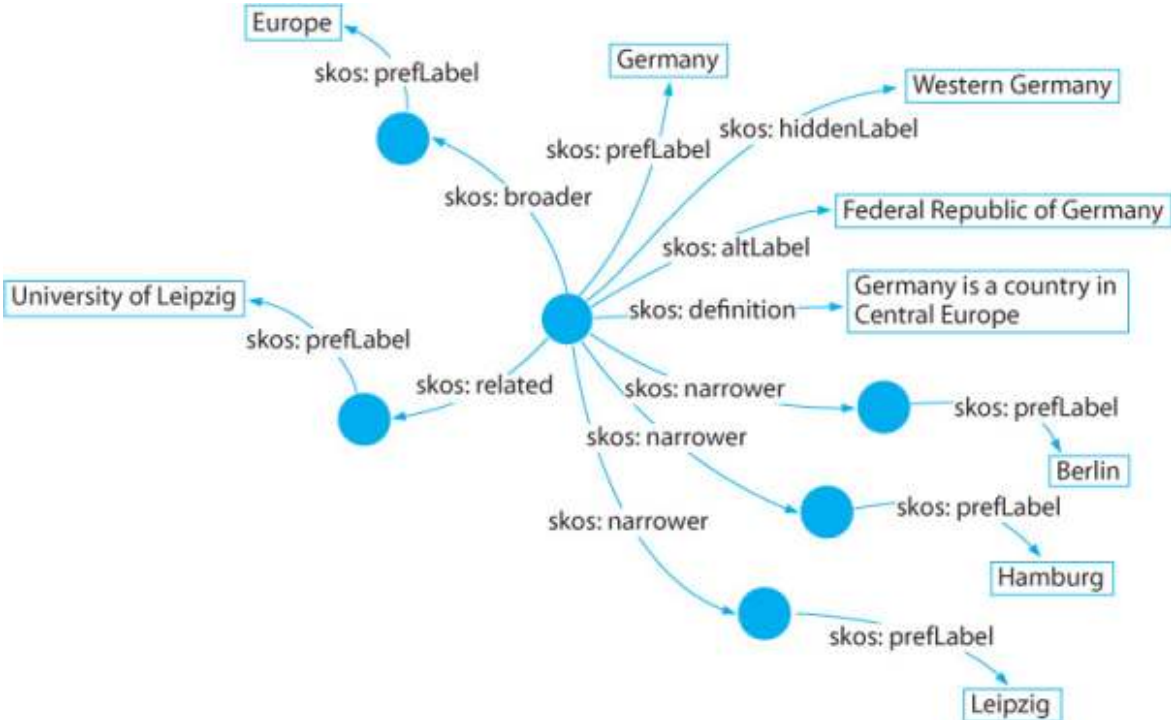 Europe
skos: prefLabel
Germany
Western Germany
skos: hiddenLabel
skos: prefLabel
skos: broader
Federal Republic of Germany
skos: altLabel
University of Leipzig
Germany is a country in
Central Europe
skos: definition
skos: prefLabel
skos: related
skos: narrower
skos: prefLabel
skos: narrower
Berlin
skos: prefLabel
skos: narrower
Hamburg
skos: prefLabel
Leipzig